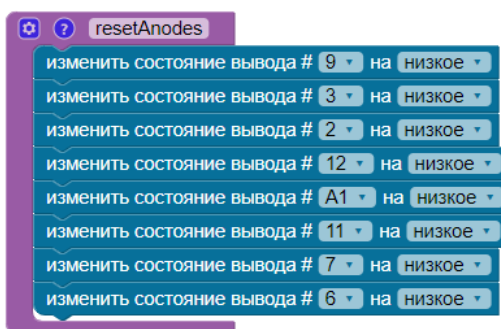 ? resetAnodes
изменить состояние вывода # 9 на низкое
изменить состояние вывода # 3 на низкое
изменить состояние вывода # 2 на низкое
изменить состояние вывода # 12 на низкое
изменить состояние вывода # A1 на низкое
изменить состояние вывода # 11 на низкое
изменить состояние вывода # 7 на низкое
изменить состояние вывода # 6 на низкое